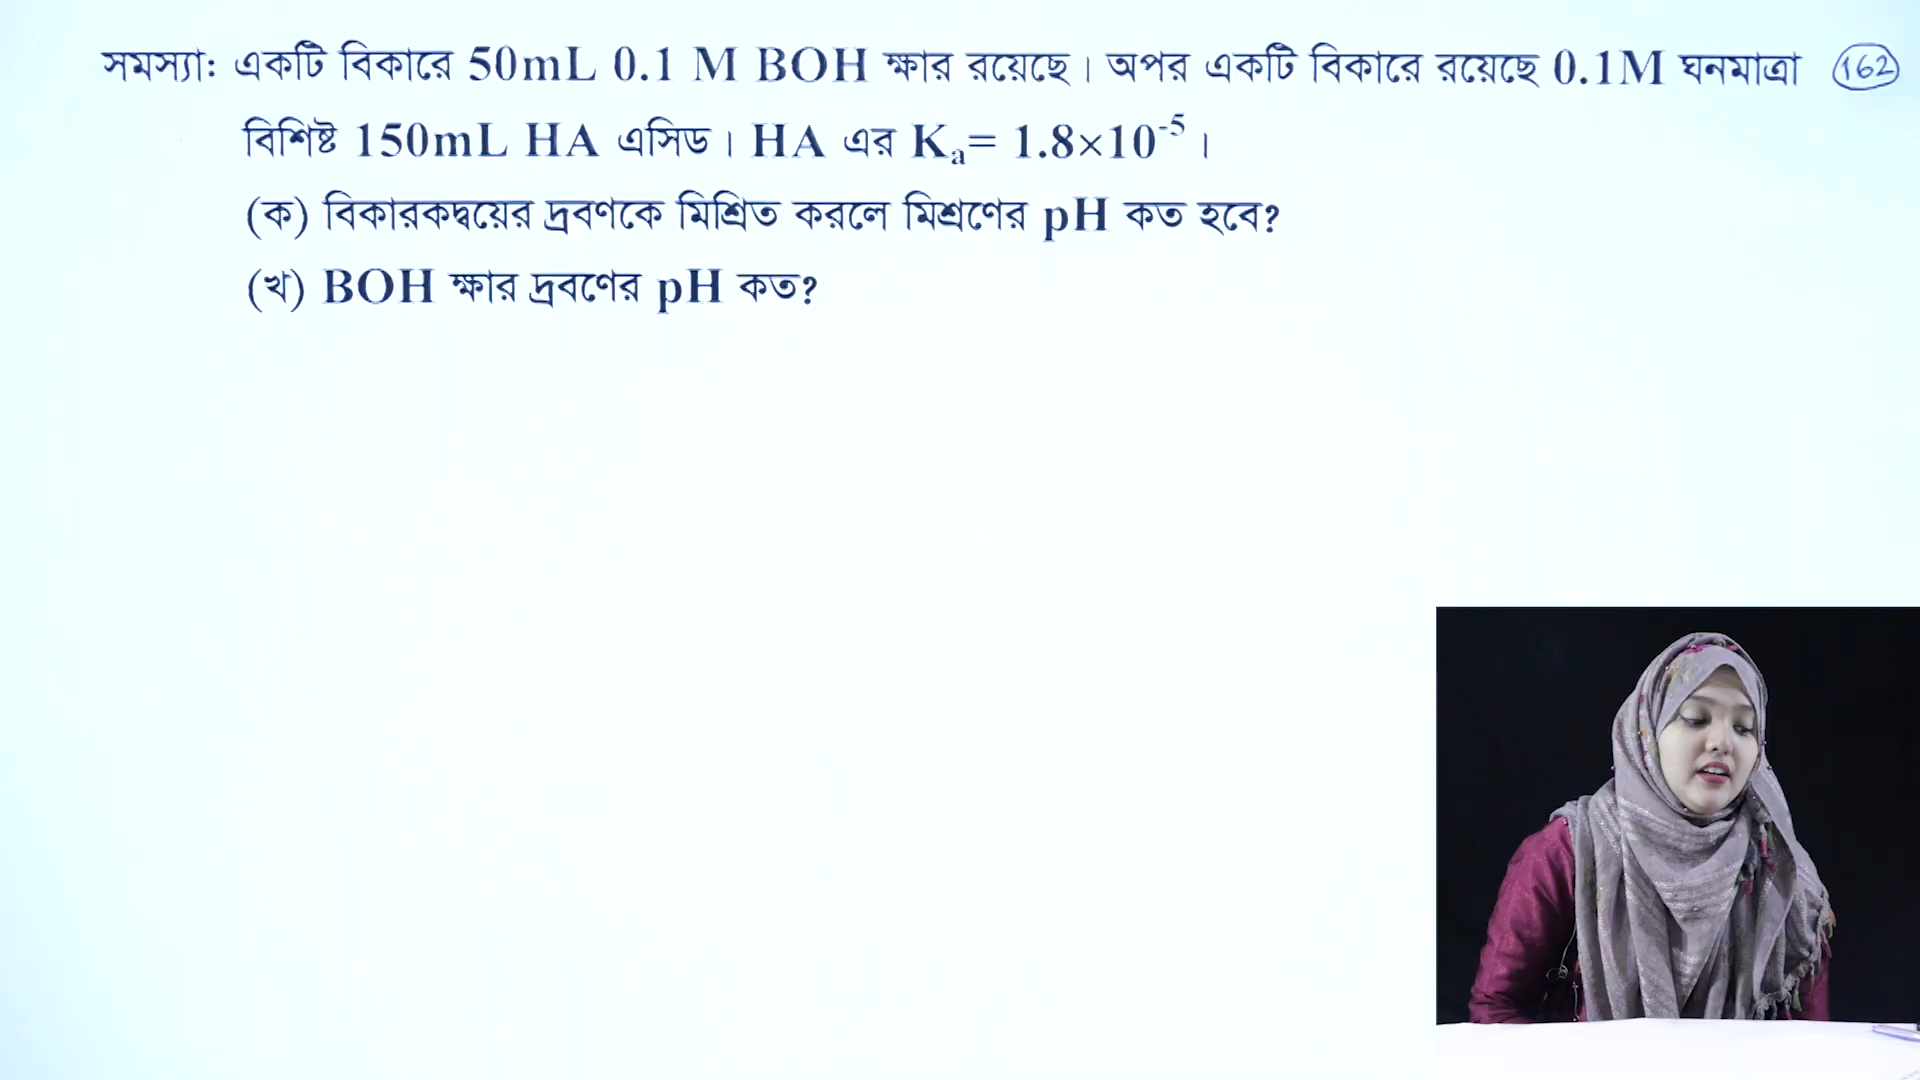 সমস্যা: একটি বিকারে 50mL 0.1 M BOH ক্ষার রয়েছে। অপর একটি বিকারে রয়েছে 0.1M ঘনমাত্রা 162
বিশিষ্ট 150mL HA এসিড। HA এর Kₐ= 1.8×10⁻⁵।
(ক) বিকারকদ্বয়ের দ্রবণকে মিশ্রিত করলে মিশ্রণের pH কত হবে?
(খ) BOH ক্ষার দ্রবণের pH কত?